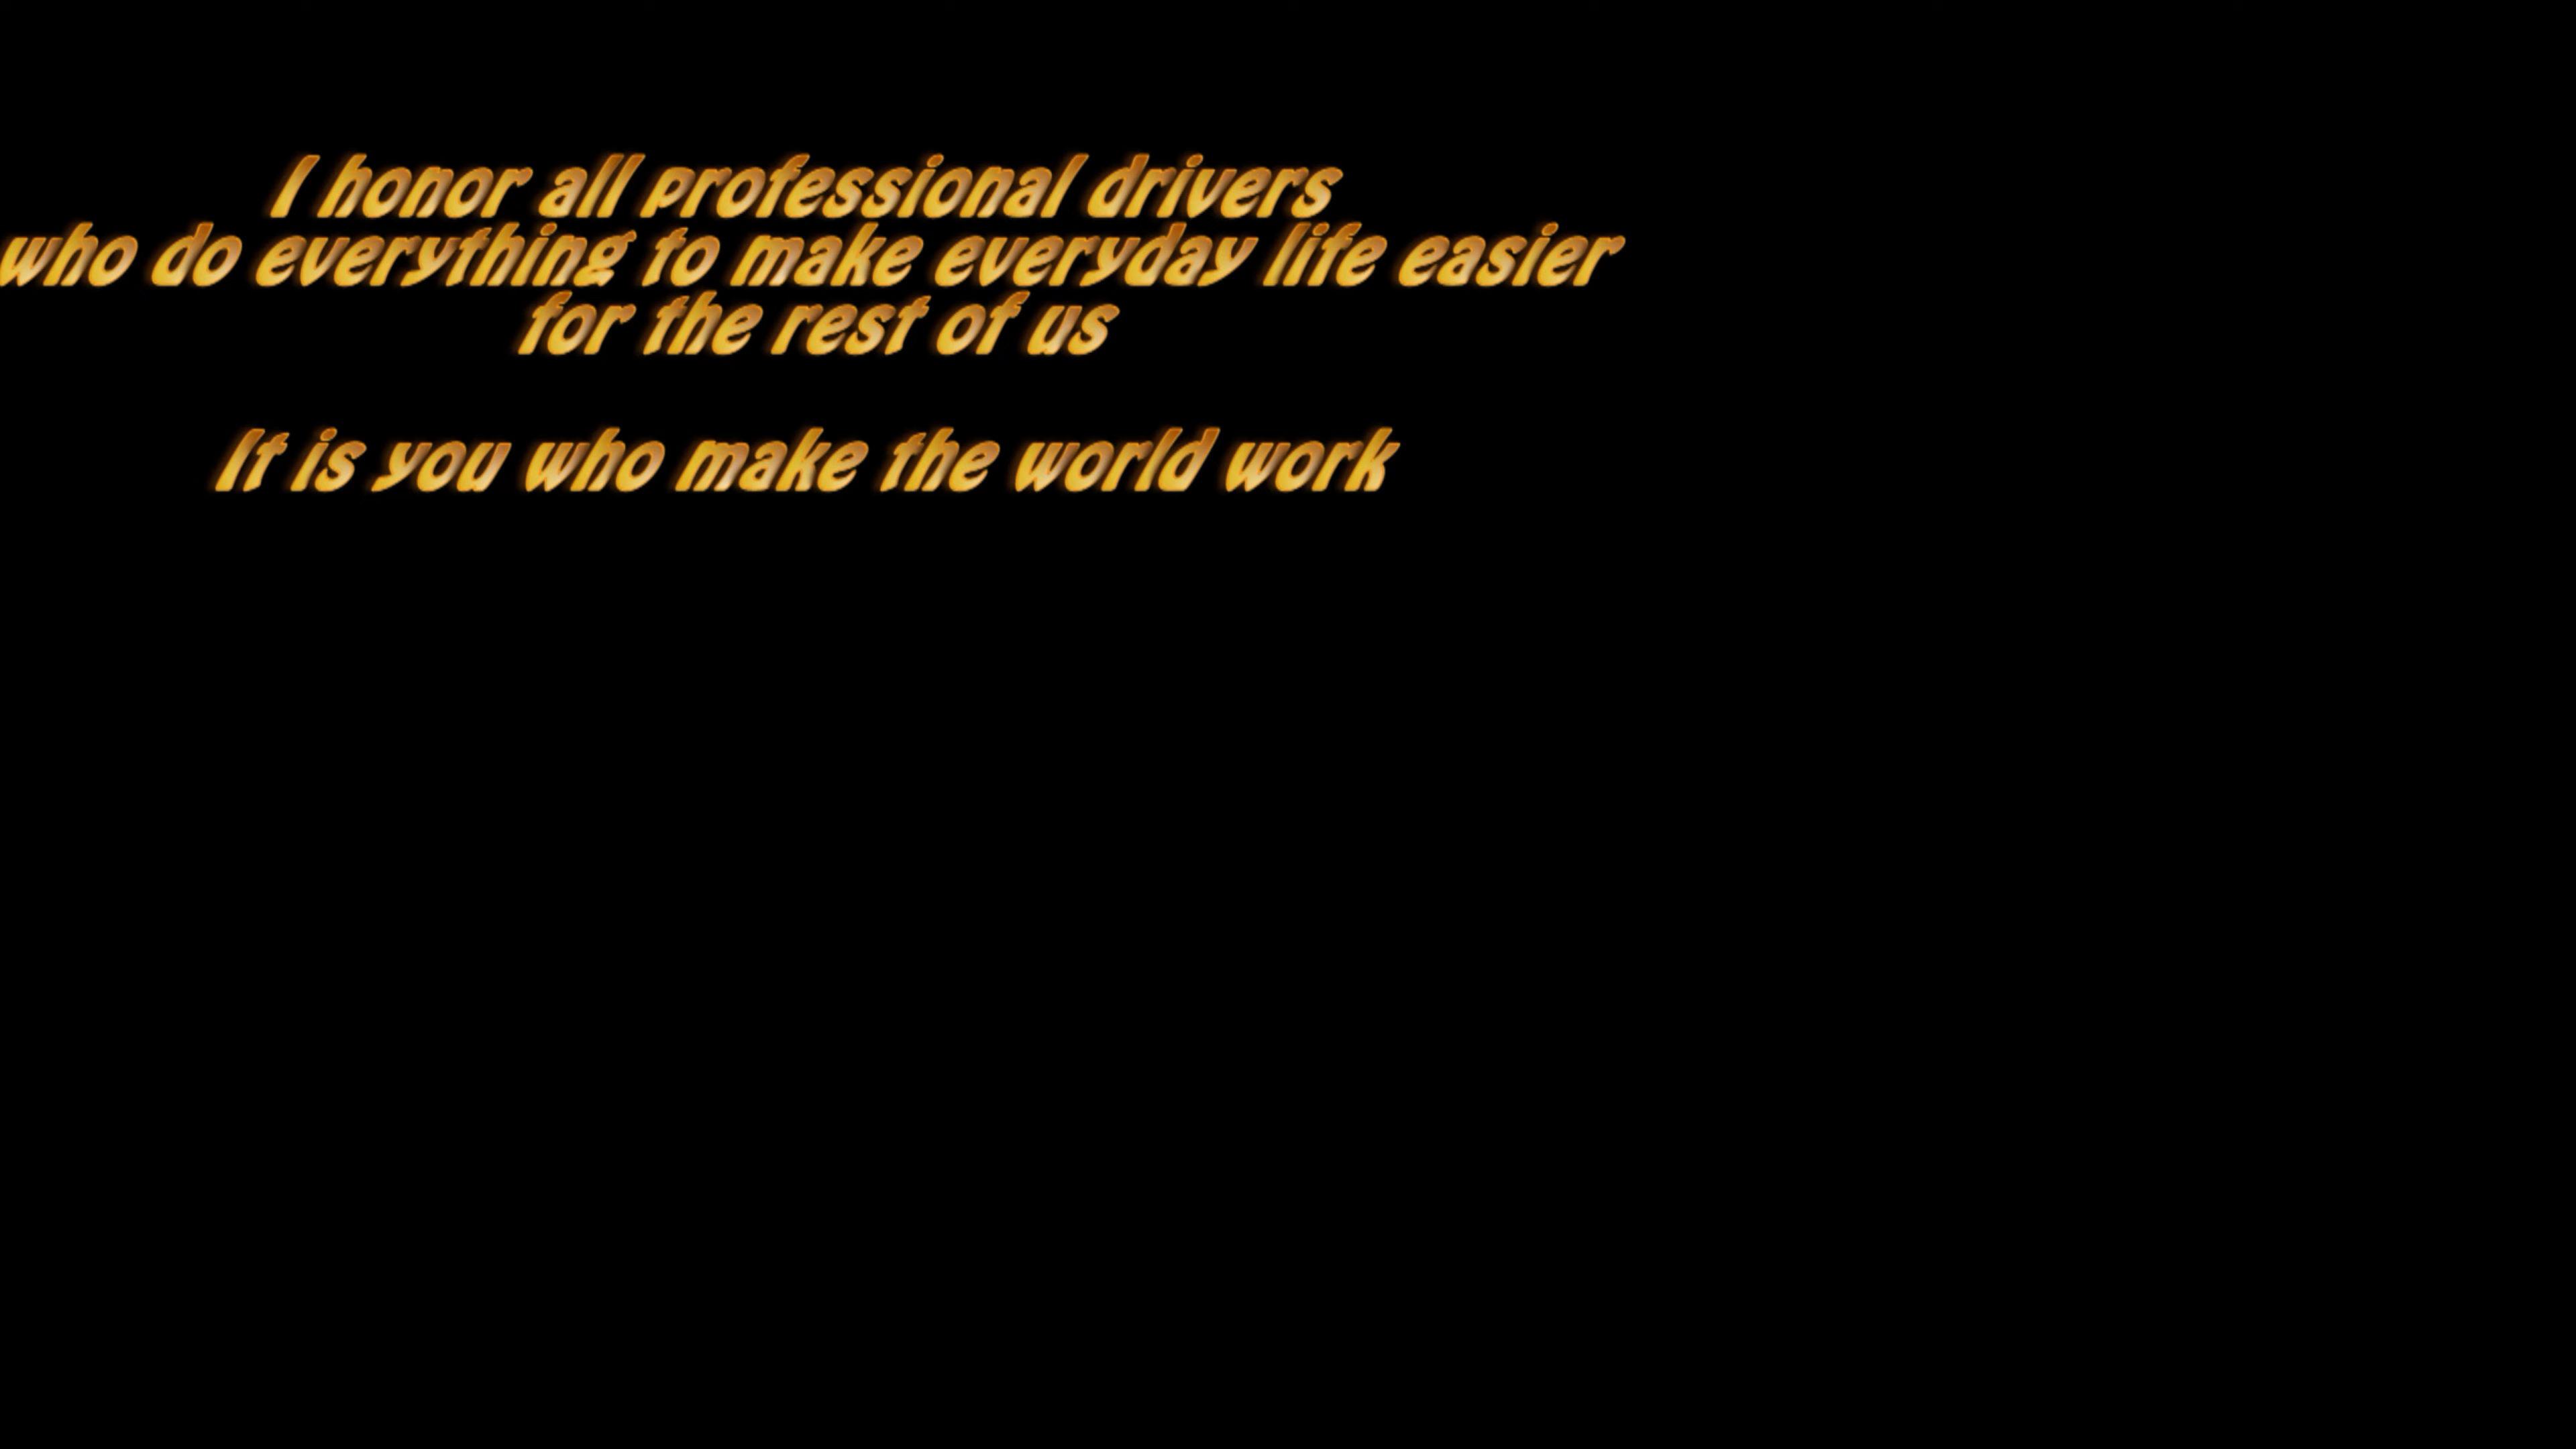 I honor all professional drivers
who do everything to make everyday life easier
for the rest of us
It is you who make the world work